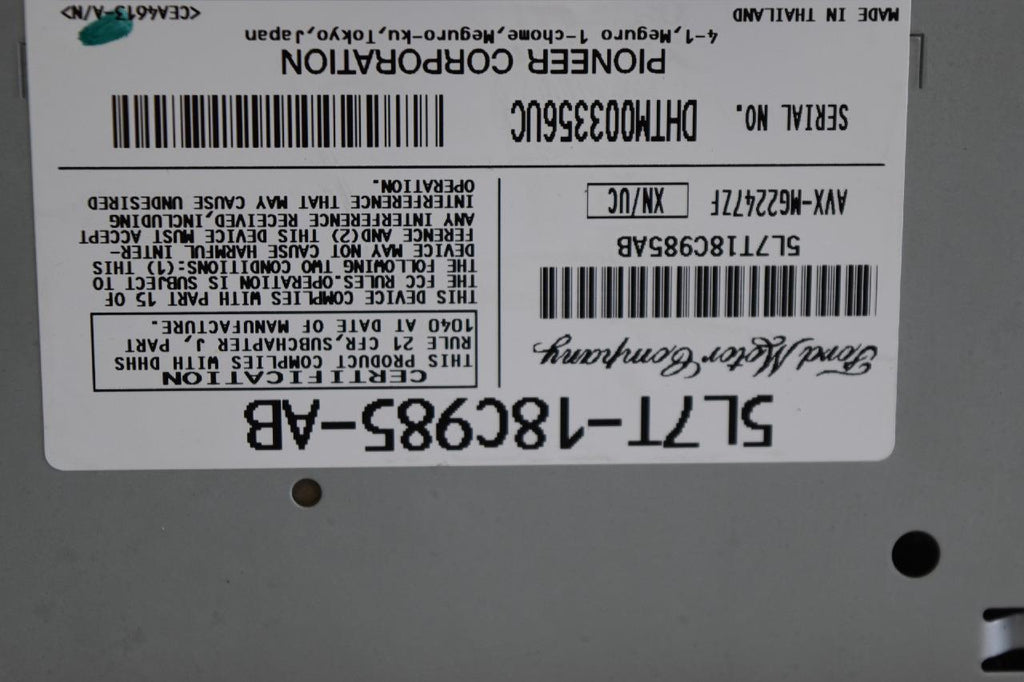 5L7T-18C985-AB
Ford Motor Company
5L7T18C985AB
AVX-MG2247ZF XN/UC
CERTIFICATION
THIS PRODUCT COMPLIES WITH DHHS
RULE 21 CFR,SUBCHAPTER J, PART
1040 AT DATE OF MANUFACTURE.
THIS DEVICE COMPLIES WITH PART 15 OF
THE FCC RULES.OPERATION IS SUBJECT TO
THE FOLLOWING TWO CONDITIONS:(1) THIS
DEVICE MAY NOT CAUSE HARMFUL INTER-
FERENCE AND(2) THIS DEVICE MUST ACCEPT
ANY INTERFERENCE RECEIVED,INCLUDING
INTERFERENCE THAT MAY CAUSE UNDESIRED
OPERATION.
SERIAL NO. DHTM003356UC
PIONEER CORPORATION
4-1,Meguro 1-chome,Meguro-ku,Tokyo,Japan
MADE IN THAILAND
<CEA4613-A/N>